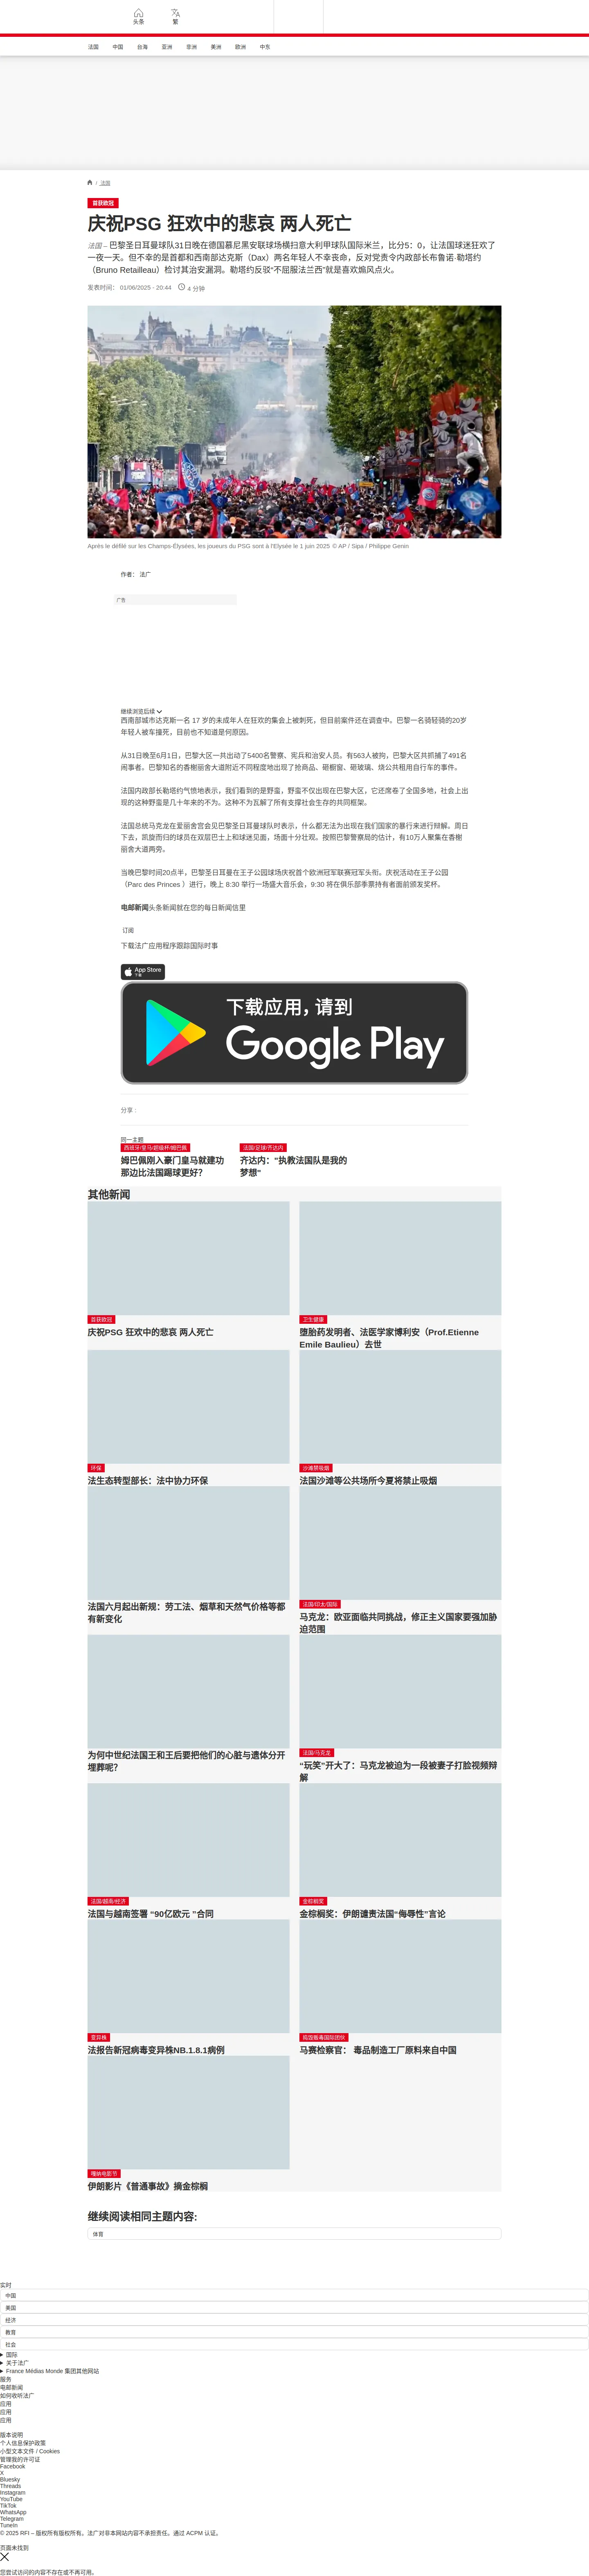 头条
繁
法国
中国
台海
亚洲
非洲
美洲
欧洲
中东
/ 法国
首获欧冠
庆祝PSG 狂欢中的悲哀 两人死亡
法国 – 巴黎圣日耳曼球队31日晚在德国慕尼黑安联球场横扫意大利甲球队国际米兰，比分5：0，让法国球迷狂欢了
一夜一天。但不幸的是首都和西南部达克斯（Dax）两名年轻人不幸丧命，反对党责令内政部长布鲁诺·勒塔约
（Bruno Retailleau）检讨其治安漏洞。勒塔约反驳“不屈服法兰西”就是喜欢煽风点火。
发表时间： 01/06/2025 - 20:44
4 分钟
Après le défilé sur les Champs-Élysées, les joueurs du PSG sont à l'Elysée le 1 juin 2025 © AP / Sipa / Philippe Genin
作者： 法广
广告
继续浏览后续
西南部城市达克斯一名 17 岁的未成年人在狂欢的集会上被刺死，但目前案件还在调查中。巴黎一名骑轻骑的20岁
年轻人被车撞死，目前也不知道是何原因。
从31日晚至6月1日，巴黎大区一共出动了5400名警察、宪兵和治安人员。有563人被拘，巴黎大区共抓捕了491名
闹事者。巴黎知名的香榭丽舍大道附近不同程度地出现了抢商品、砸橱窗、砸玻璃、烧公共租用自行车的事件。
法国内政部长勒塔约气愤地表示，我们看到的是野蛮，野蛮不仅出现在巴黎大区，它还席卷了全国多地，社会上出
现的这种野蛮是几十年来的不为。这种不为瓦解了所有支撑社会生存的共同框架。
法国总统马克龙在爱丽舍宫会见巴黎圣日耳曼球队时表示，什么都无法为出现在我们国家的暴行来进行辩解。周日
下去，凯旋而归的球员在双层巴士上和球迷见面，场面十分壮观。按照巴黎警察局的估计，有10万人聚集在香榭
丽舍大道两旁。
当晚巴黎时间20点半，巴黎圣日耳曼在王子公园球场庆祝首个欧洲冠军联赛冠军头衔。庆祝活动在王子公园
（Parc des Princes ）进行，晚上 8:30 举行一场盛大音乐会，9:30 将在俱乐部季票持有者面前颁发奖杯。
电邮新闻头条新闻就在您的每日新闻信里
订阅
下载法广应用程序跟踪国际时事
App Store
下载
下载应用，请到
Google Play
分享 :
同一主题
西班牙/皇马/超级杯/姆巴佩
姆巴佩刚入豪门皇马就建功
那边比法国踢球更好？
法国/足球/齐达内
齐达内：“执教法国队是我的
梦想”
其他新闻
首获欧冠
庆祝PSG 狂欢中的悲哀 两人死亡
卫生健康
堕胎药发明者、法医学家博利安（Prof.Etienne
Emile Baulieu）去世
环保
法生态转型部长：法中协力环保
沙滩禁吸烟
法国沙滩等公共场所今夏将禁止吸烟
法国六月起出新规：劳工法、烟草和天然气价格等都
有新变化
法国/印太/国际
马克龙：欧亚面临共同挑战，修正主义国家要强加胁
迫范围
为何中世纪法国王和王后要把他们的心脏与遗体分开
埋葬呢？
法国/马克龙
“玩笑”开大了：马克龙被迫为一段被妻子打脸视频辩
解
法国/越南/经济
法国与越南签署 “90亿欧元 ”合同
金棕榈奖
金棕榈奖：伊朗谴责法国“侮辱性”言论
变异株
法报告新冠病毒变异株NB.1.8.1病例
捣毁贩毒国际团伙
马赛检察官： 毒品制造工厂原料来自中国
嘎纳电影节
伊朗影片《普通事故》摘金棕榈
继续阅读相同主题内容:
体育
实时
中国
美国
经济
教育
社会
国际
关于法广
France Médias Monde 集团其他网站
服务
电邮新闻
如何收听法广
应用
应用
应用
版本说明
个人信息保护政策
小型文本文件 / Cookies
管理我的许可证
Facebook
X
Bluesky
Threads
Instagram
YouTube
TikTok
WhatsApp
Telegram
TuneIn
© 2025 RFI – 版权所有版权所有。法广对非本网站内容不承担责任。通过 ACPM 认证。
页面未找到
您尝试访问的内容不存在或不再可用。